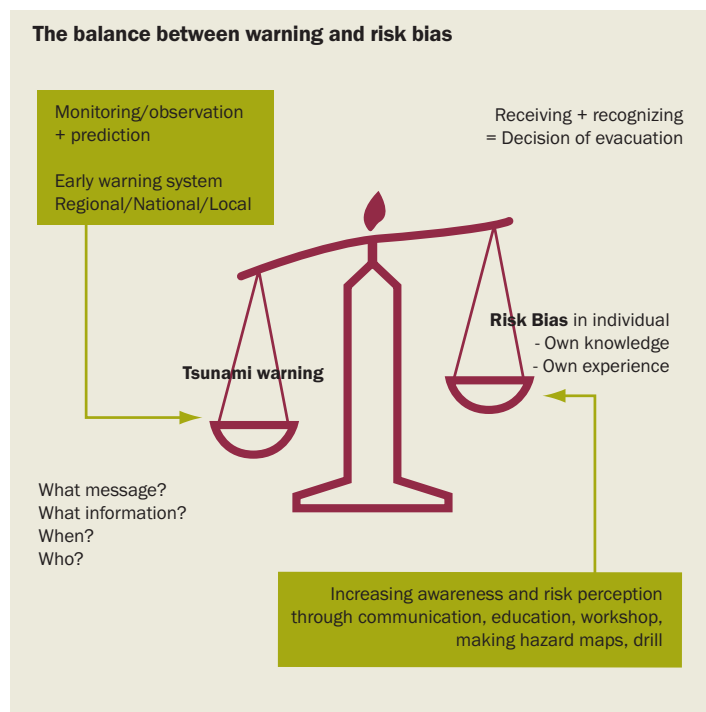 The balance between warning and risk bias
Monitoring/observation
+ prediction
Early warning system
Regional/National/Local
Receiving + recognizing
= Decision of evacuation
Risk Bias in individual
- Own knowledge
- Own experience
Tsunami warning
What message?
What information?
When?
Who?
Increasing awareness and risk perception
through communication, education, workshop,
making hazard maps, drill